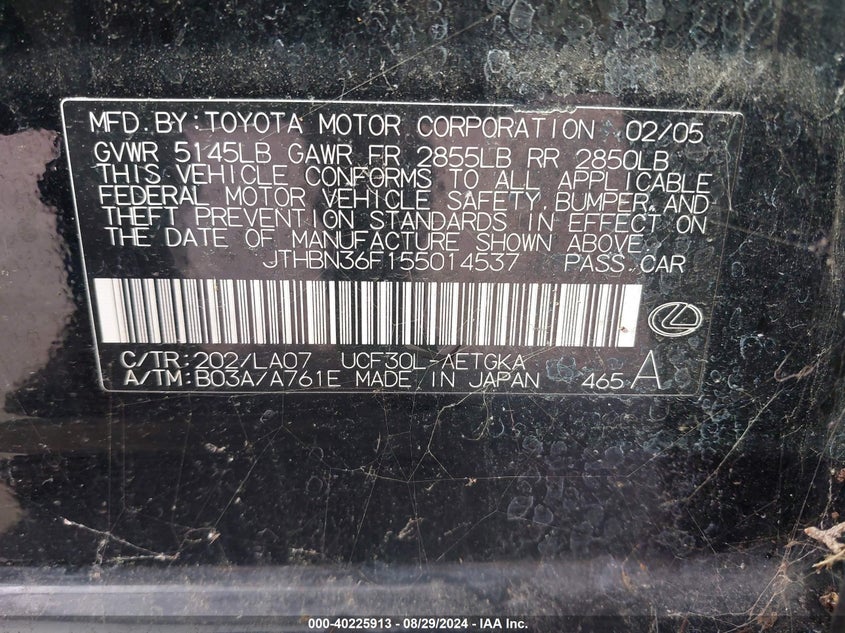 MFD.BY:TOYOTA MOTOR CORPORATION 02/05
GVWR 5145LB GAWR FR 2855LB RR 2850LB
THIS VEHICLE CONFORMS TO ALL APPLICABLE
FEDERAL MOTOR VEHICLE SAFETY,BUMPER,AND
THEFT PREVENTION STANDARDS IN EFFECT ON
THE DATE OF MANUFACTURE SHOWN ABOVE.
JTHBN36F155014537 PASS.CAR
C/TR:202/LA07 UCF30L-AETGKA
A/TM:B03A/A761E MADE IN JAPAN 465 A
000-40225913 - 08/29/2024 - IAA Inc.